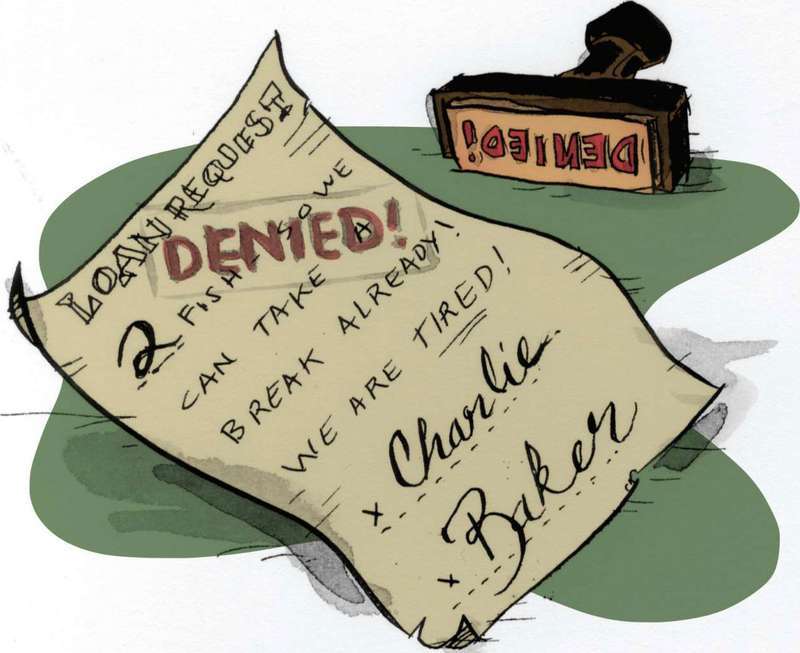 LOAN REQUEST
DENIED!
2 FISH - SO WE
CAN TAKE A
BREAK ALREADY!
WE ARE TIRED!
x Charlie
x Baker
DENIED!